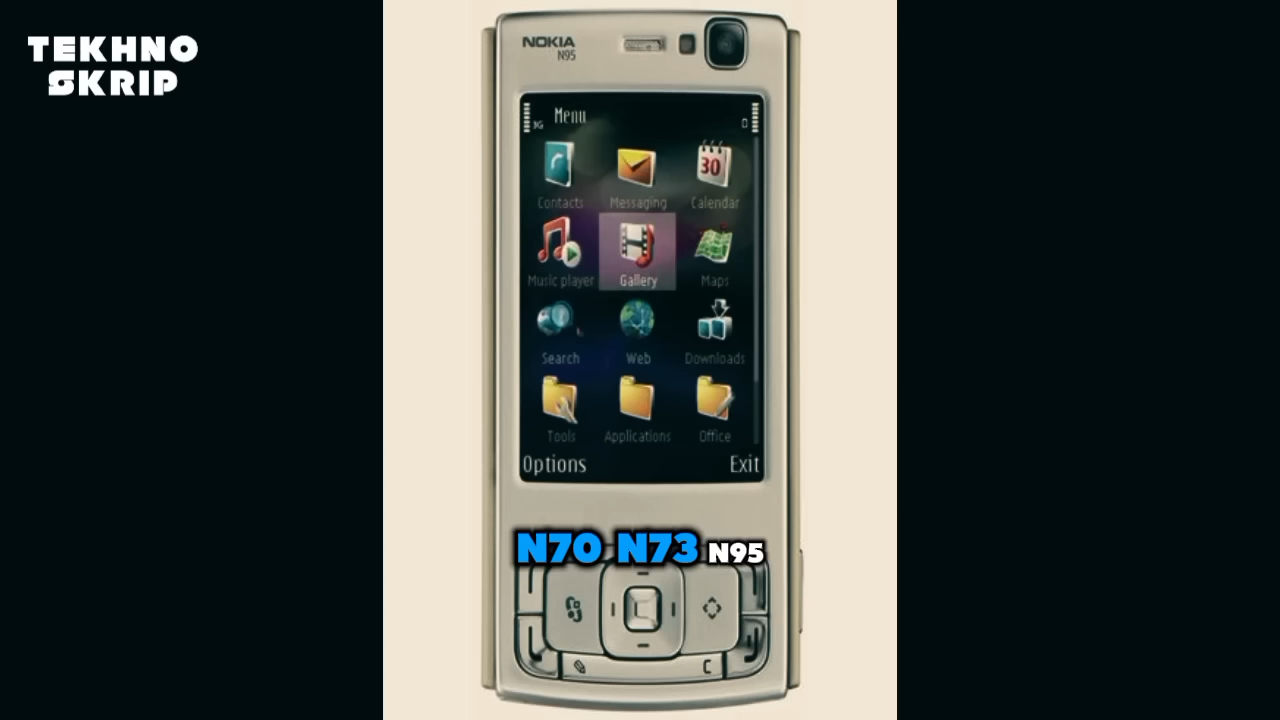 TEKHNO
SKRIP
NOKIA
N95
3G
Menu
30
Contacts Messaging Calendar
Music player Gallery Maps
Search Web Downloads
Tools Applications Office
Options Exit
N70 N73 N95
C